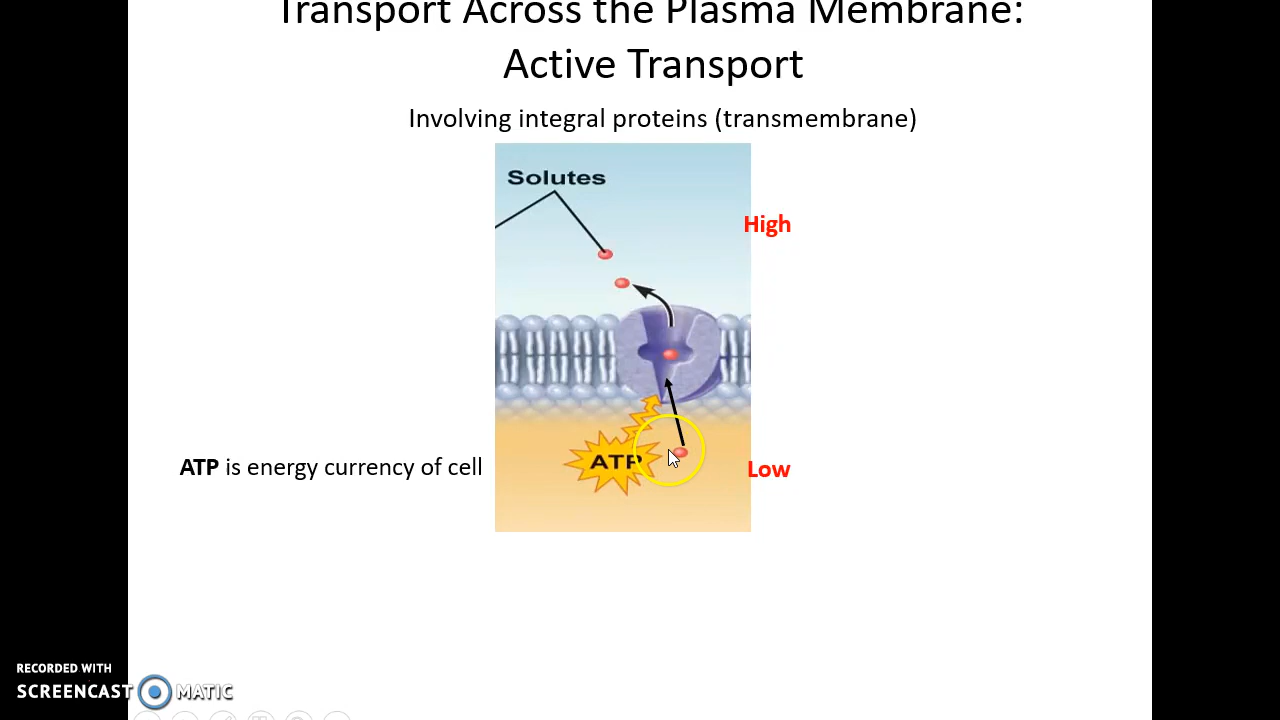 Transport Across the Plasma Membrane:
Active Transport
Involving integral proteins (transmembrane)
Solutes
High
ATP
ATP is energy currency of cell
Low
RECORDED WITH
SCREENCAST MATIC